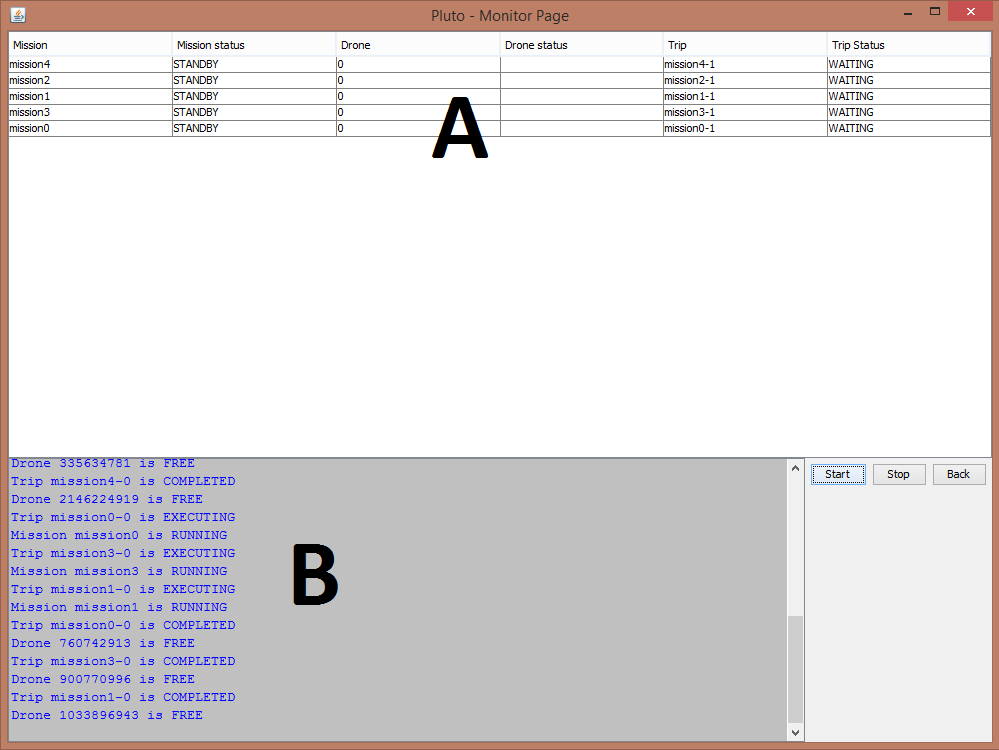 Pluto - Monitor Page
Mission Mission status Drone Drone status Trip Trip Status
mission4 STANDBY 0 mission4-1 WAITING
mission2 STANDBY 0 mission2-1 WAITING
mission1 STANDBY 0 mission1-1 WAITING
mission3 STANDBY 0 mission3-1 WAITING
mission0 STANDBY 0 mission0-1 WAITING
A
Drone 335634781 is FREE
Trip mission4-0 is COMPLETED
Drone 2146224919 is FREE
Trip mission0-0 is EXECUTING
Mission mission0 is RUNNING
Trip mission3-0 is EXECUTING
Mission mission3 is RUNNING
Trip mission1-0 is EXECUTING
Mission mission1 is RUNNING
Trip mission0-0 is COMPLETED
Drone 760742913 is FREE
Trip mission3-0 is COMPLETED
Drone 900770996 is FREE
Trip mission1-0 is COMPLETED
Drone 1033896943 is FREE
B
Start Stop Back